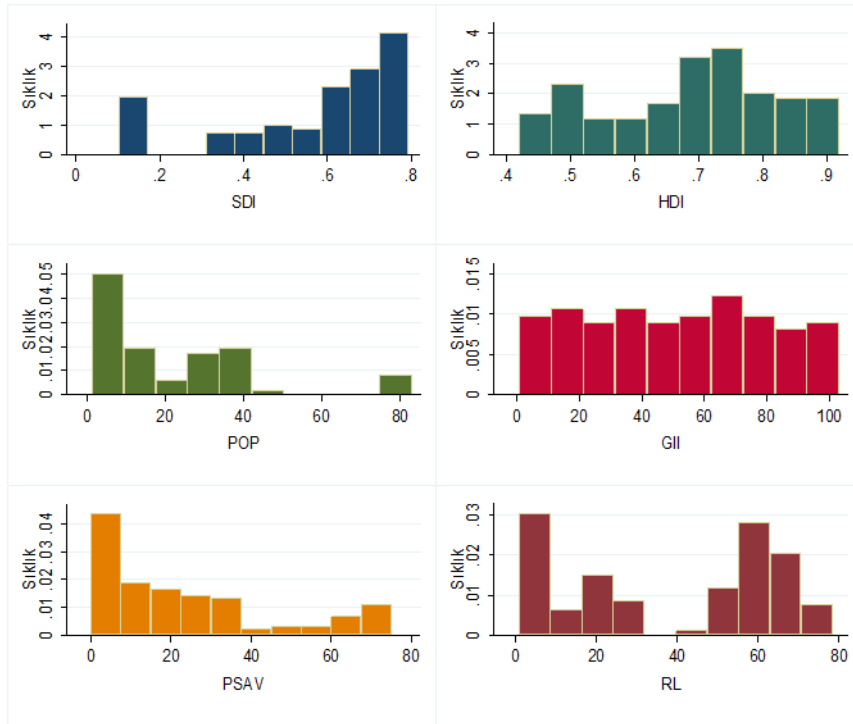 Sıklık
0 1 2 3 4
0 .2 .4 .6 .8
SDI
Sıklık
0 1 2 3 4
.4 .5 .6 .7 .8 .9
HDI
Sıklık
0 .01 .02 .03 .04 .05
0 20 40 60 80
POP
Sıklık
0 .005 .01 .015
0 20 40 60 80 100
GII
Sıklık
0 .01 .02 .03 .04
0 20 40 60 80
PSAV
Sıklık
0 .01 .02 .03
0 20 40 60 80
RL